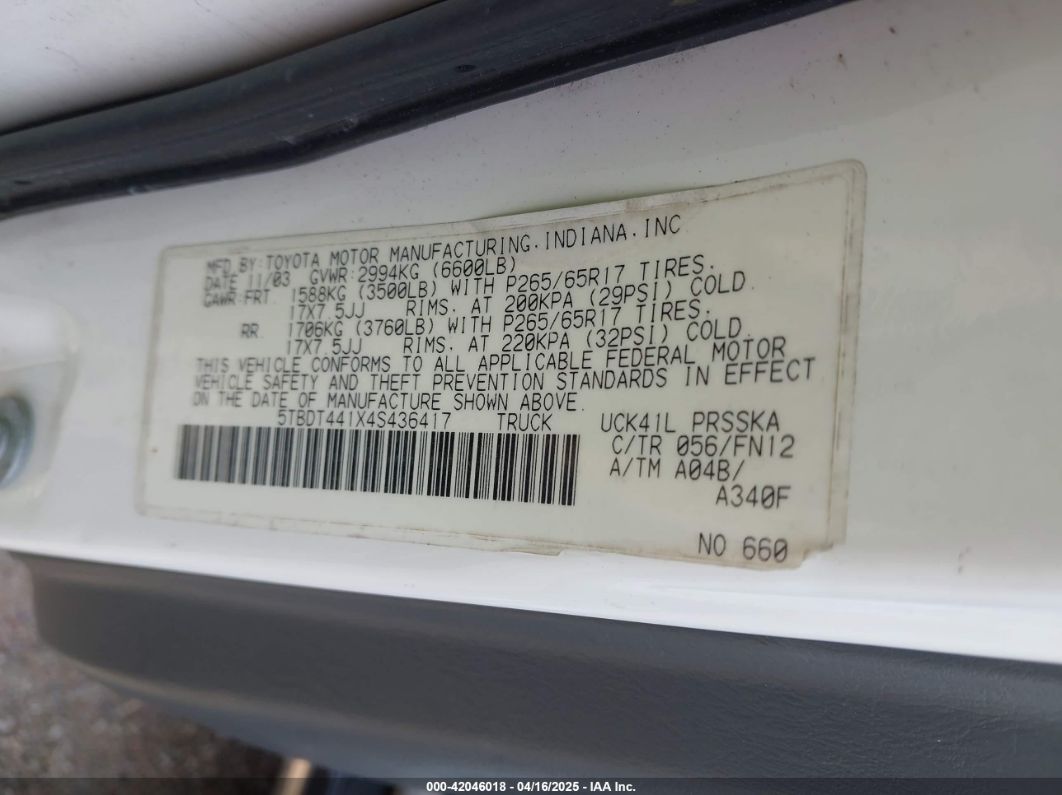 MFD.BY:TOYOTA MOTOR MANUFACTURING.INDIANA.INC
DATE 11/03 GVWR:2994KG (6600LB)
GAWR:FRT. 1588KG (3500LB) WITH P265/65R17 TIRES.
17X7.5JJ RIMS. AT 200KPA (29PSI) COLD.
RR. 1706KG (3760LB) WITH P265/65R17 TIRES.
17X7.5JJ RIMS. AT 220KPA (32PSI) COLD.
THIS VEHICLE CONFORMS TO ALL APPLICABLE FEDERAL MOTOR
VEHICLE SAFETY AND THEFT PREVENTION STANDARDS IN EFFECT
ON THE DATE OF MANUFACTURE SHOWN ABOVE.
5TBDT441X4S436417 TRUCK UCK41L PRSSKA
C/TR 056/FN12
A/TM A04B/
A340F
NO 660
000-42046018 - 04/16/2025 - IAA Inc.